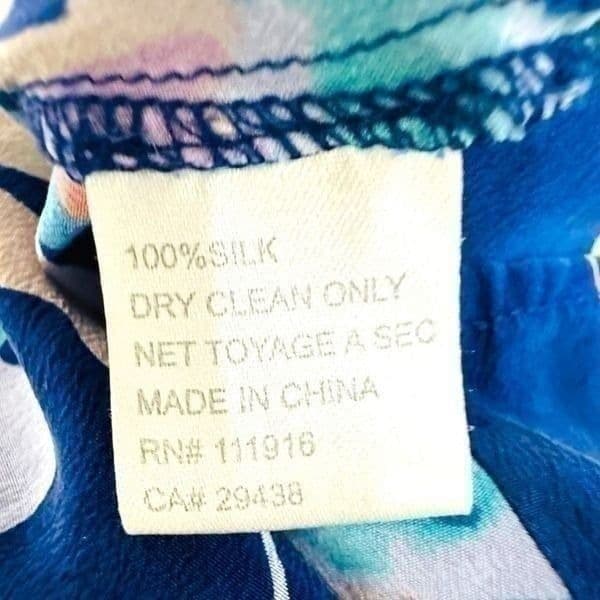 100%SILK
DRY CLEAN ONLY
NET TOYAGE A SEC
MADE IN CHINA
RN# 111916
CA# 29438